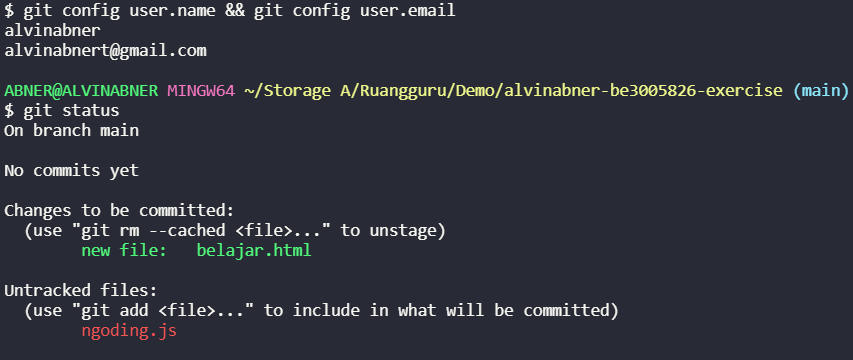 $ git config user.name && git config user.email
alvinabner
alvinabnert@gmail.com
ABNER@ALVINABNER MINGW64 ~/Storage A/Ruangguru/Demo/alvinabner-be3005826-exercise (main)
$ git status
On branch main
No commits yet
Changes to be committed:
(use "git rm --cached <file>..." to unstage)
new file:   belajar.html
Untracked files:
(use "git add <file>..." to include in what will be committed)
ngoding.js